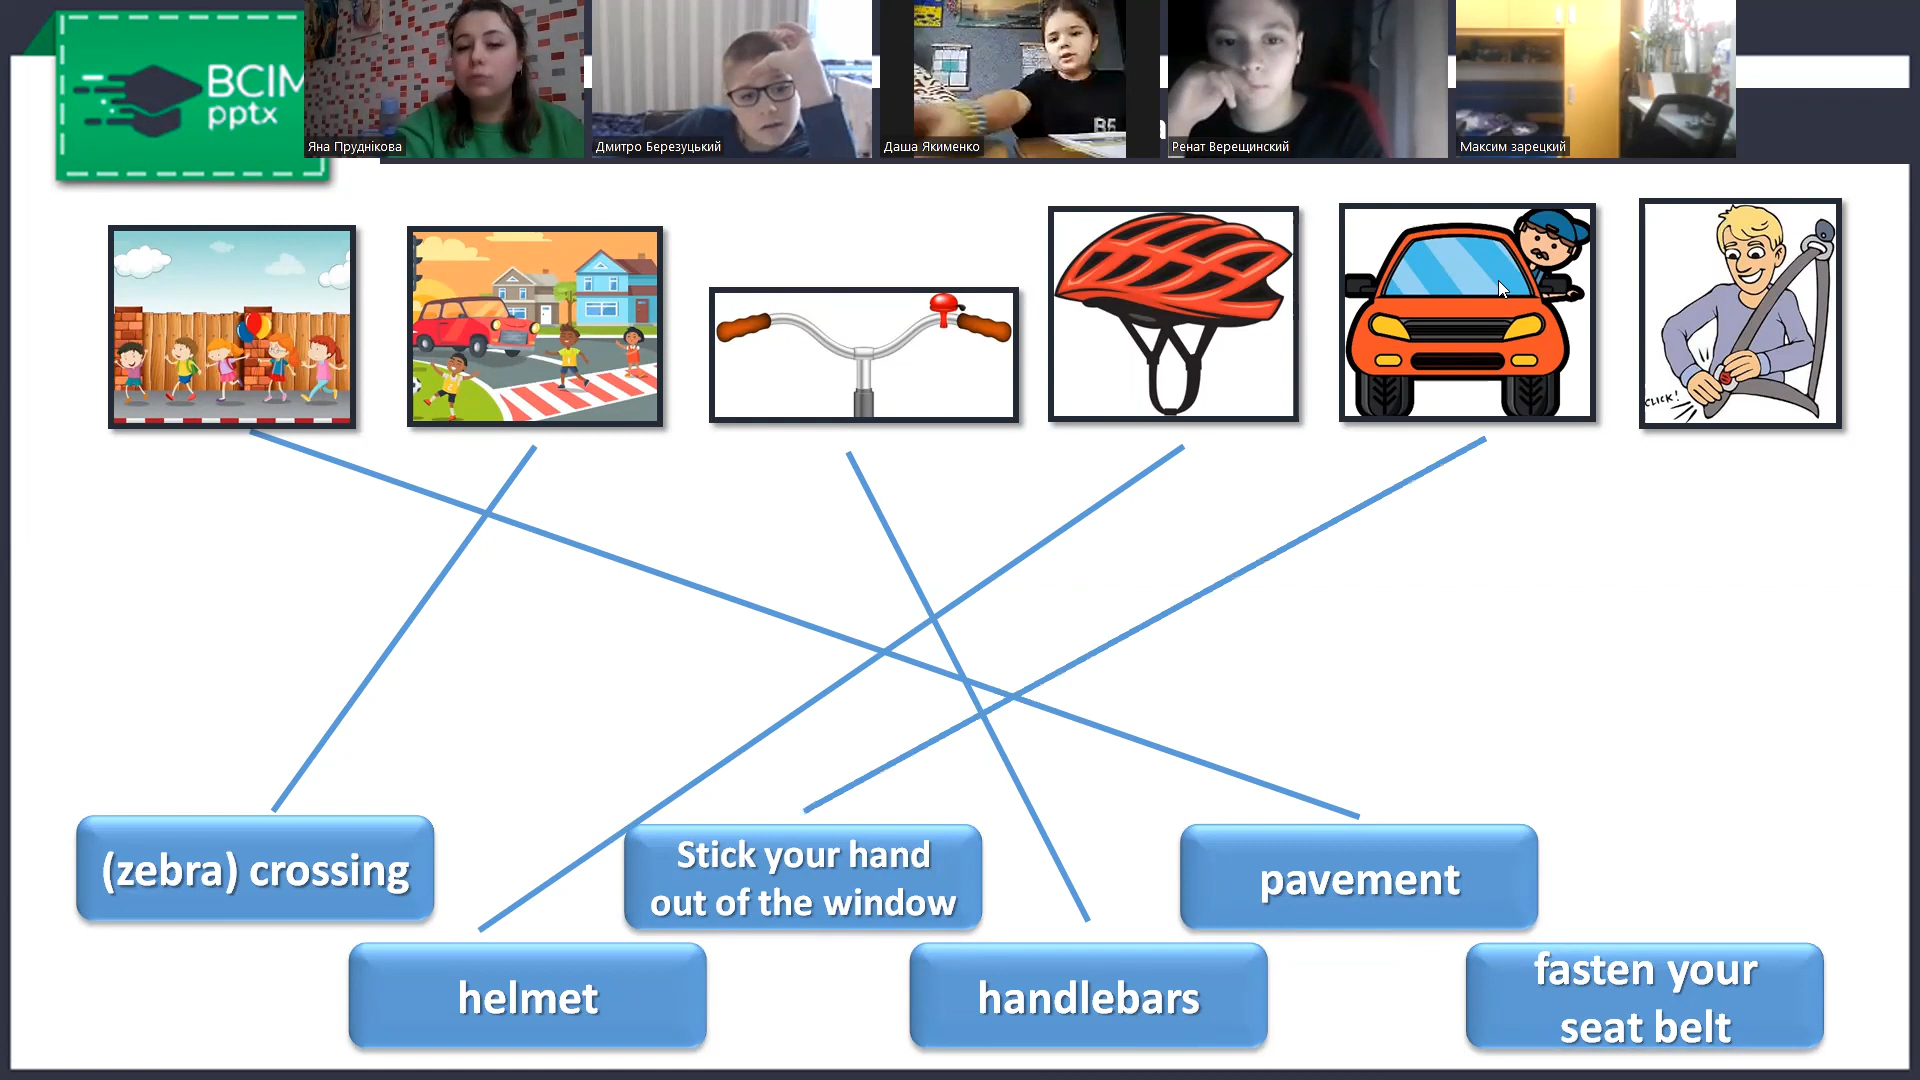 BCIM
pptx
Яна Пруднікова
Дмитро Березуцький
Даша Якименко
Ренат Верещинский
Максим зарецкий
CLICK!
(zebra) crossing
Stick your hand
out of the window
pavement
helmet
handlebars
fasten your
seat belt